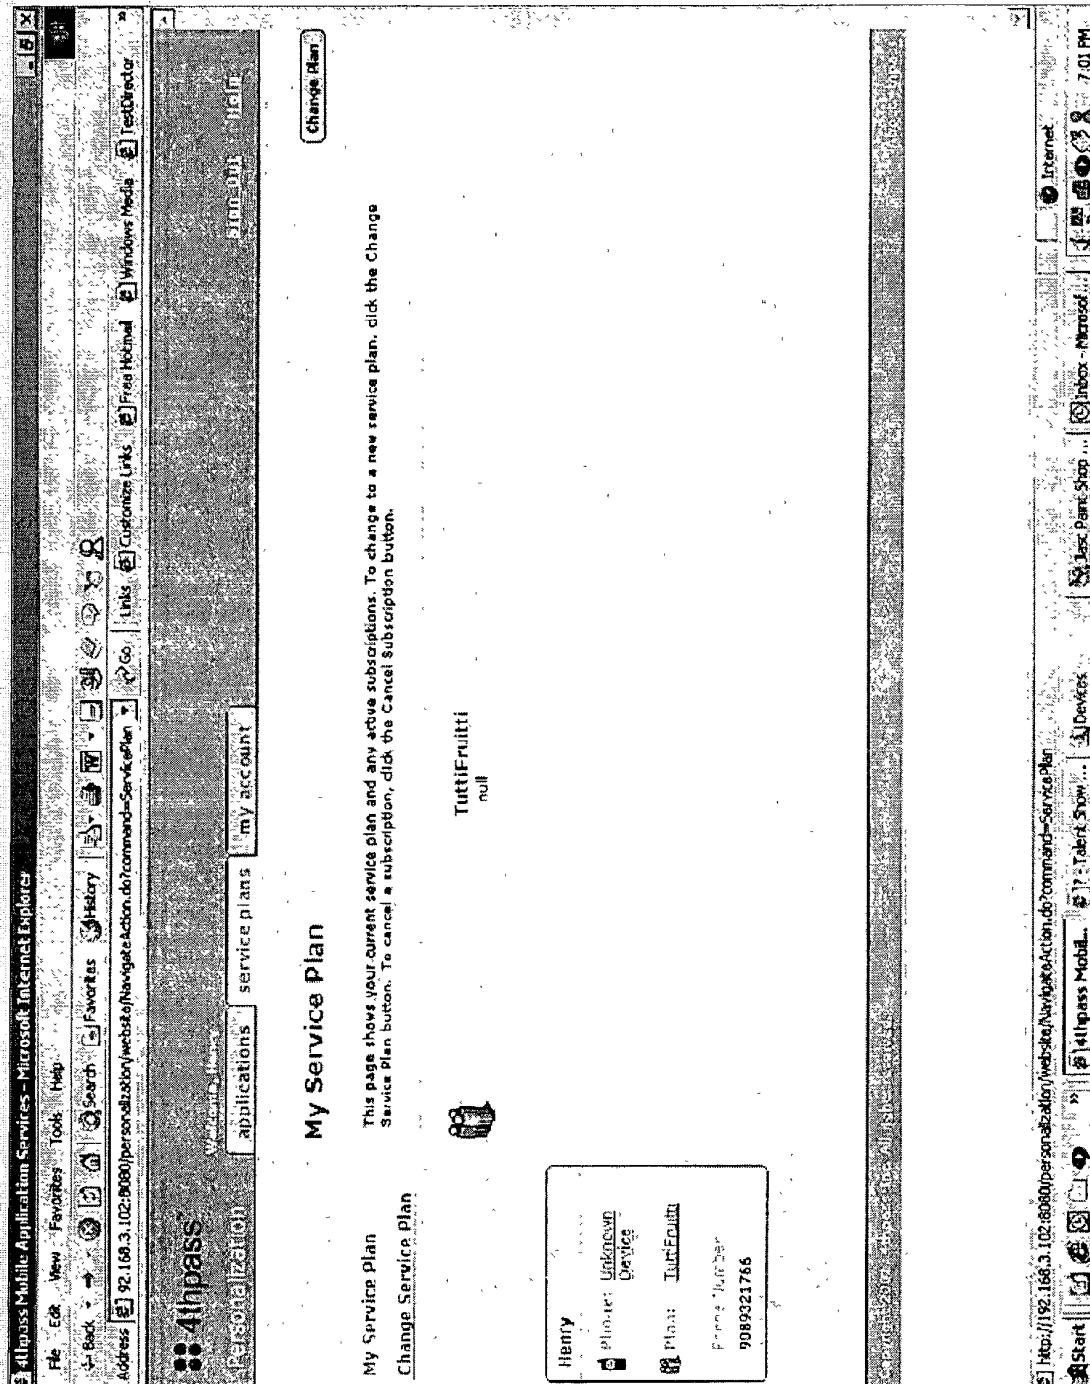 4thpass Mobile Application Services - Microsoft Internet Explorer
File Edit View Favorites Tools Help
Back Search Favorites History
Address 92.168.3.102:8080/personalization/website/NavigateAction.do?command=ServicePlan Go Links Customize Links Free Hotmail Windows Media TestDirector »
4thpass™
Personalization
Sign Out Help
applications service plans my account
My Service Plan
Change Service Plan
My Service Plan
Change Plan
This page shows your current service plan and any active subscriptions. To change to a new service plan, click the Change
Service Plan button. To cancel a subscription, click the Cancel Subscription button.
TuttiFruitti
null
Henry
Phone: Unknown
Device
Plan: TuttiFruitti
Phone Number
9089321766
http://192.168.3.102:8080/personalization/website/NavigateAction.do?command=ServicePlan Internet
Start » 4thpass Mobil... ]? - Talent Show ... Devices Jasc Paint Shop ... Inbox - Microsof... 7:01 PM